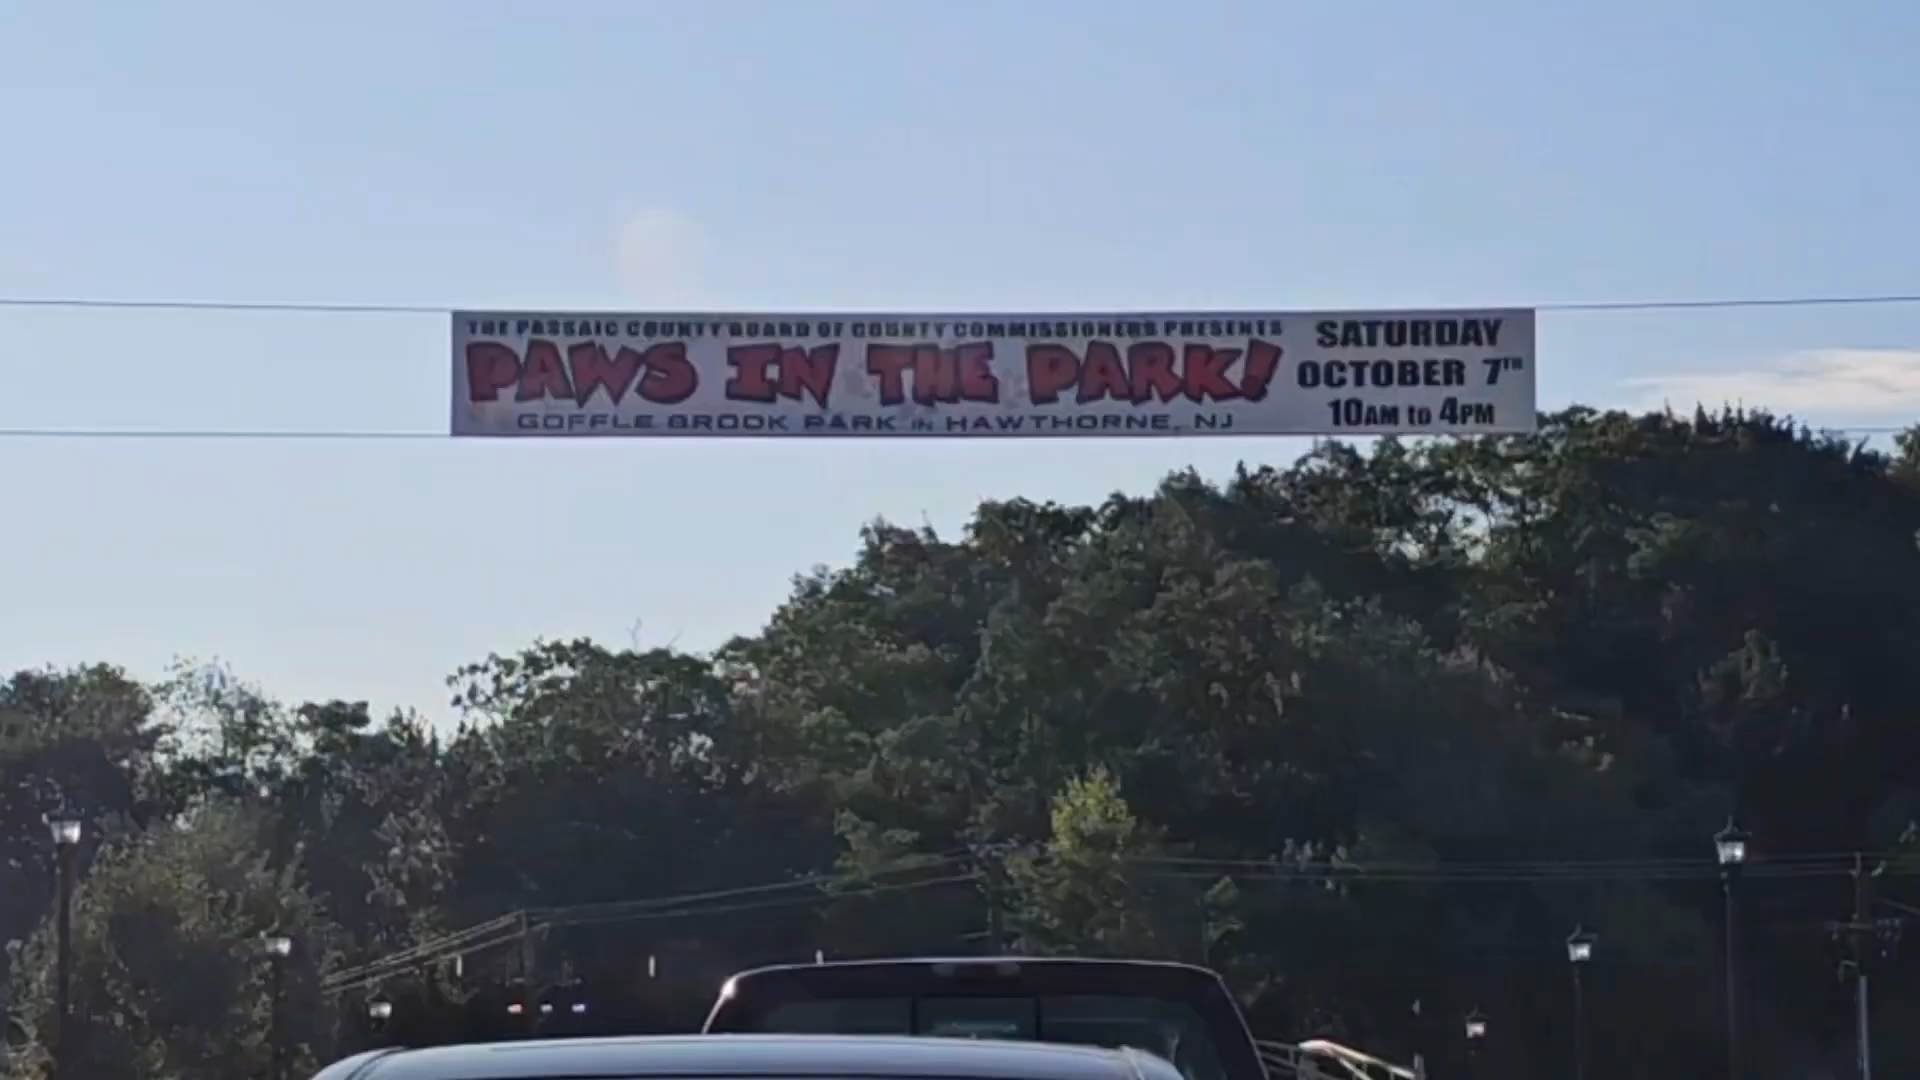 THE PASSAIC COUNTY BOARD OF COUNTY COMMISSIONERS PRESENTS
PAWS IN THE PARK!
GOFFLE BROOK PARK IN HAWTHORNE, NJ
SATURDAY
OCTOBER 7TH
10AM to 4PM